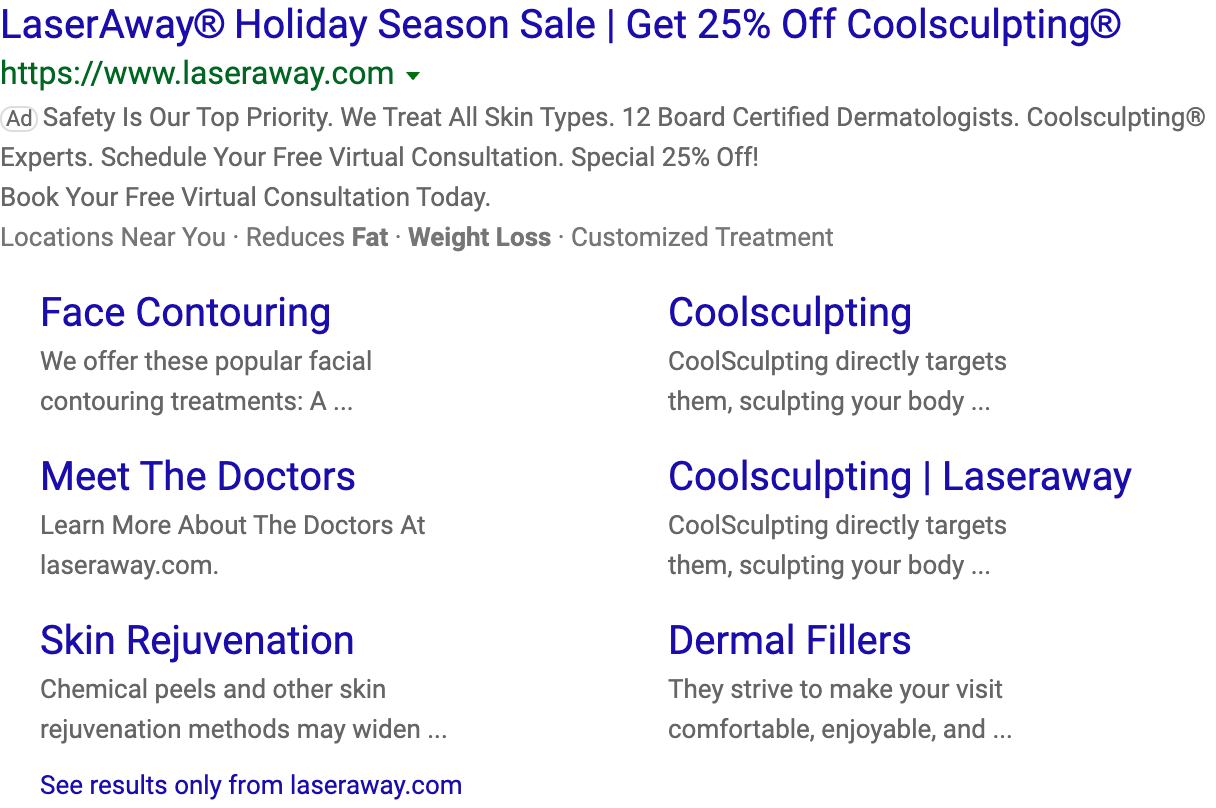 LaserAway® Holiday Season Sale | Get 25% Off Coolsculpting®
https://www.laseraway.com
Ad Safety Is Our Top Priority. We Treat All Skin Types. 12 Board Certified Dermatologists. Coolsculpting®
Experts. Schedule Your Free Virtual Consultation. Special 25% Off!
Book Your Free Virtual Consultation Today.
Locations Near You · Reduces Fat · Weight Loss · Customized Treatment
Face Contouring
We offer these popular facial
contouring treatments: A ...
Coolsculpting
CoolSculpting directly targets
them, sculpting your body ...
Meet The Doctors
Learn More About The Doctors At
laseraway.com.
Coolsculpting | Laseraway
CoolSculpting directly targets
them, sculpting your body ...
Skin Rejuvenation
Chemical peels and other skin
rejuvenation methods may widen ...
Dermal Fillers
They strive to make your visit
comfortable, enjoyable, and ...
See results only from laseraway.com